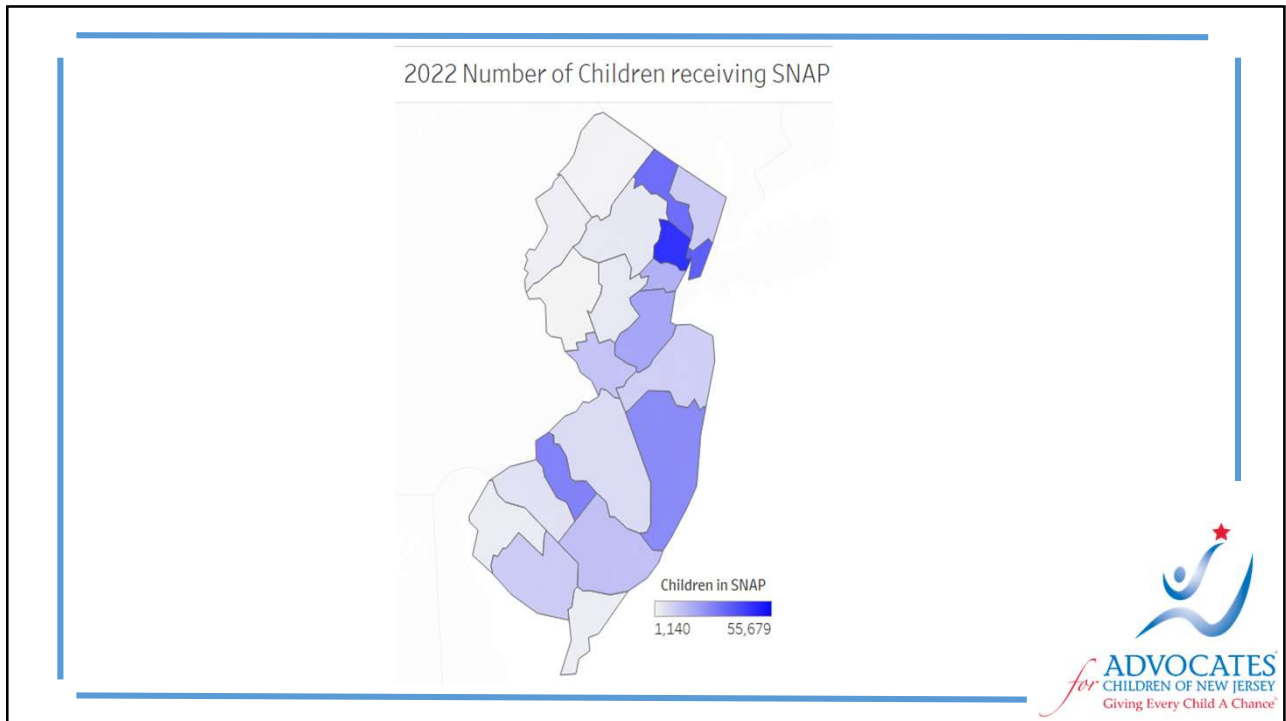 2022 Number of Children receiving SNAP
Children in SNAP
1,140 55,679
for ADVOCATES
CHILDREN OF NEW JERSEY
Giving Every Child A Chance